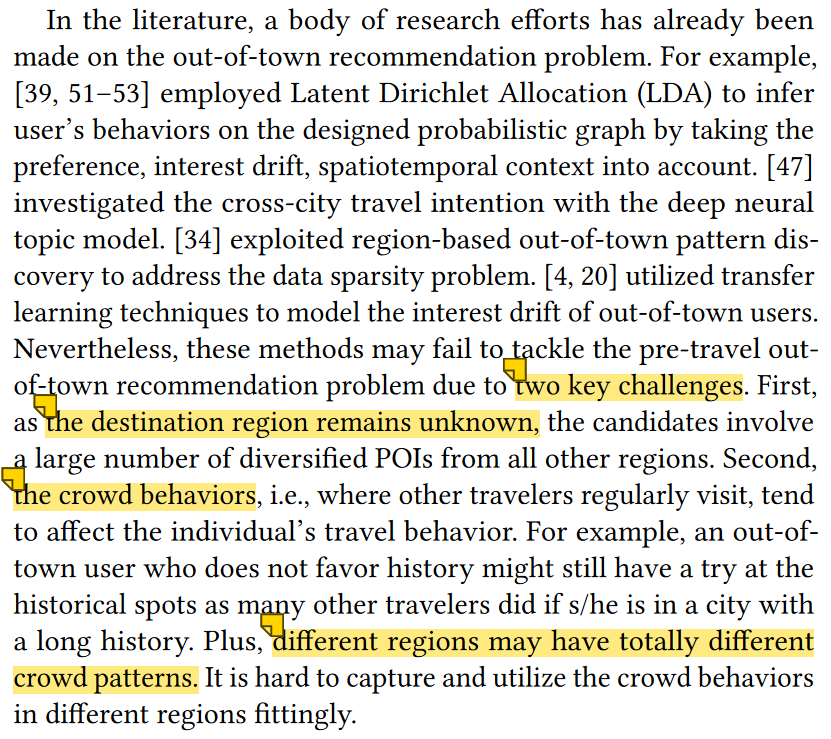 In the literature, a body of research efforts has already been
made on the out-of-town recommendation problem. For example,
[39, 51–53] employed Latent Dirichlet Allocation (LDA) to infer
user's behaviors on the designed probabilistic graph by taking the
preference, interest drift, spatiotemporal context into account. [47]
investigated the cross-city travel intention with the deep neural
topic model. [34] exploited region-based out-of-town pattern dis-
covery to address the data sparsity problem. [4, 20] utilized transfer
learning techniques to model the interest drift of out-of-town users.
Nevertheless, these methods may fail to tackle the pre-travel out-
of-town recommendation problem due to two key challenges. First,
as the destination region remains unknown, the candidates involve
a large number of diversified POIs from all other regions. Second,
the crowd behaviors, i.e., where other travelers regularly visit, tend
to affect the individual's travel behavior. For example, an out-of-
town user who does not favor history might still have a try at the
historical spots as many other travelers did if s/he is in a city with
a long history. Plus, different regions may have totally different
crowd patterns. It is hard to capture and utilize the crowd behaviors
in different regions fittingly.